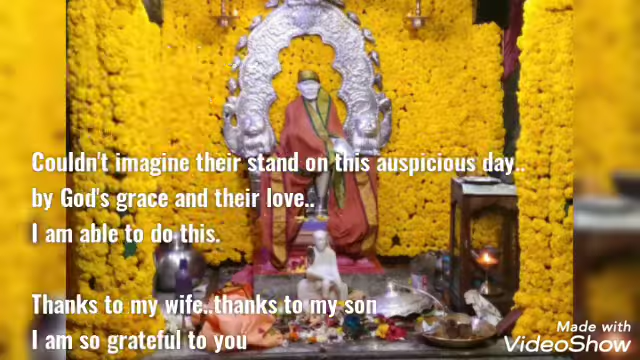 Couldn't imagine their stand on this auspicious day..
by God's grace and their love..
I am able to do this.
Thanks to my wife..thanks to my son
I am so grateful to you
Made with
VideoShow